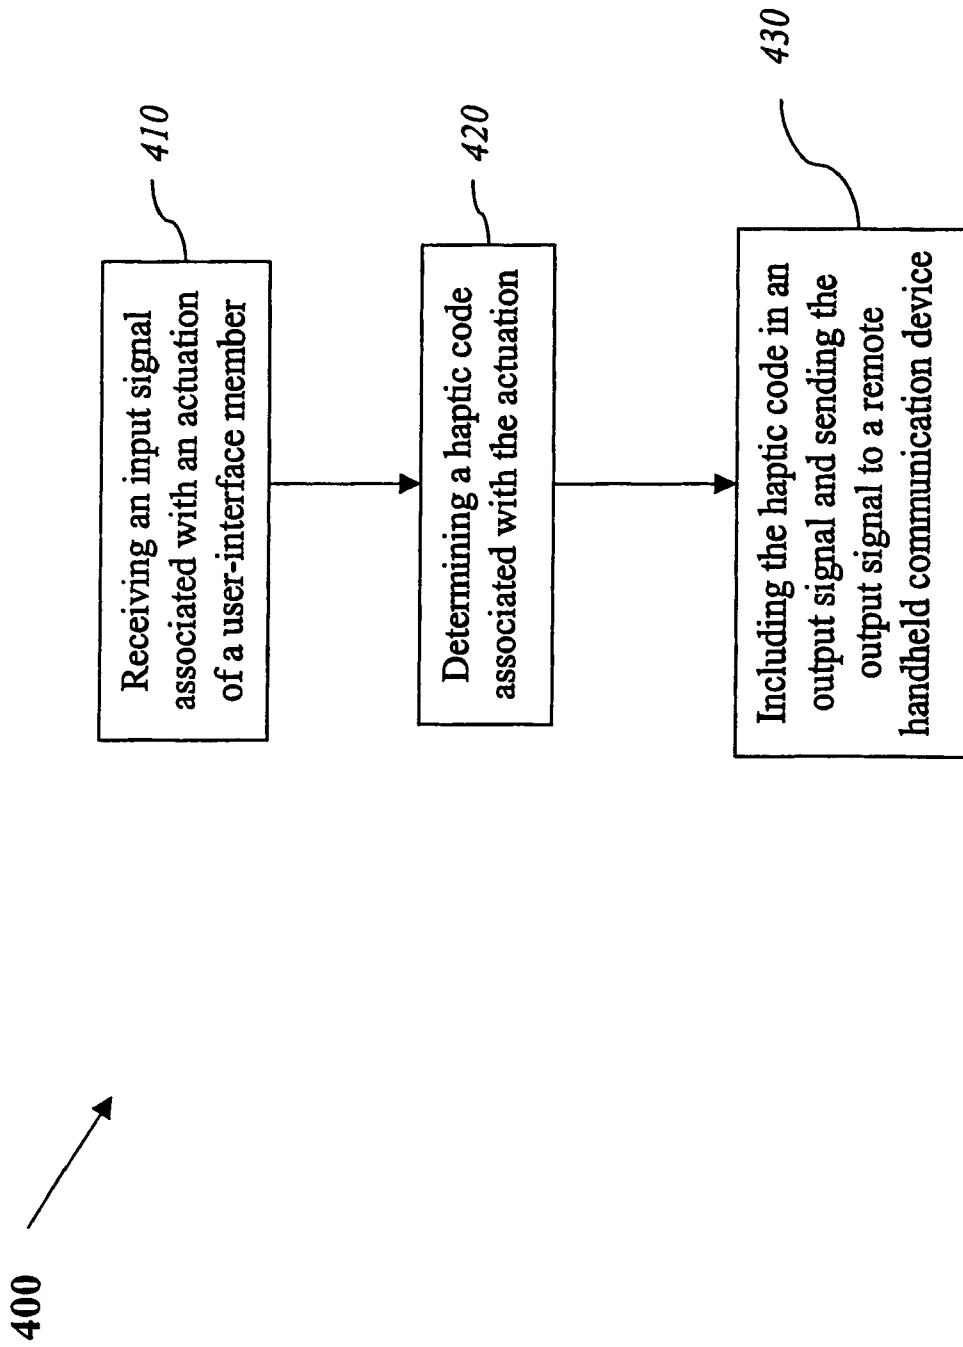 400
Receiving an input signal
associated with an actuation
of a user-interface member
410
Determining a haptic code
associated with the actuation
420
Including the haptic code in an
output signal and sending the
output signal to a remote
handheld communication device
430